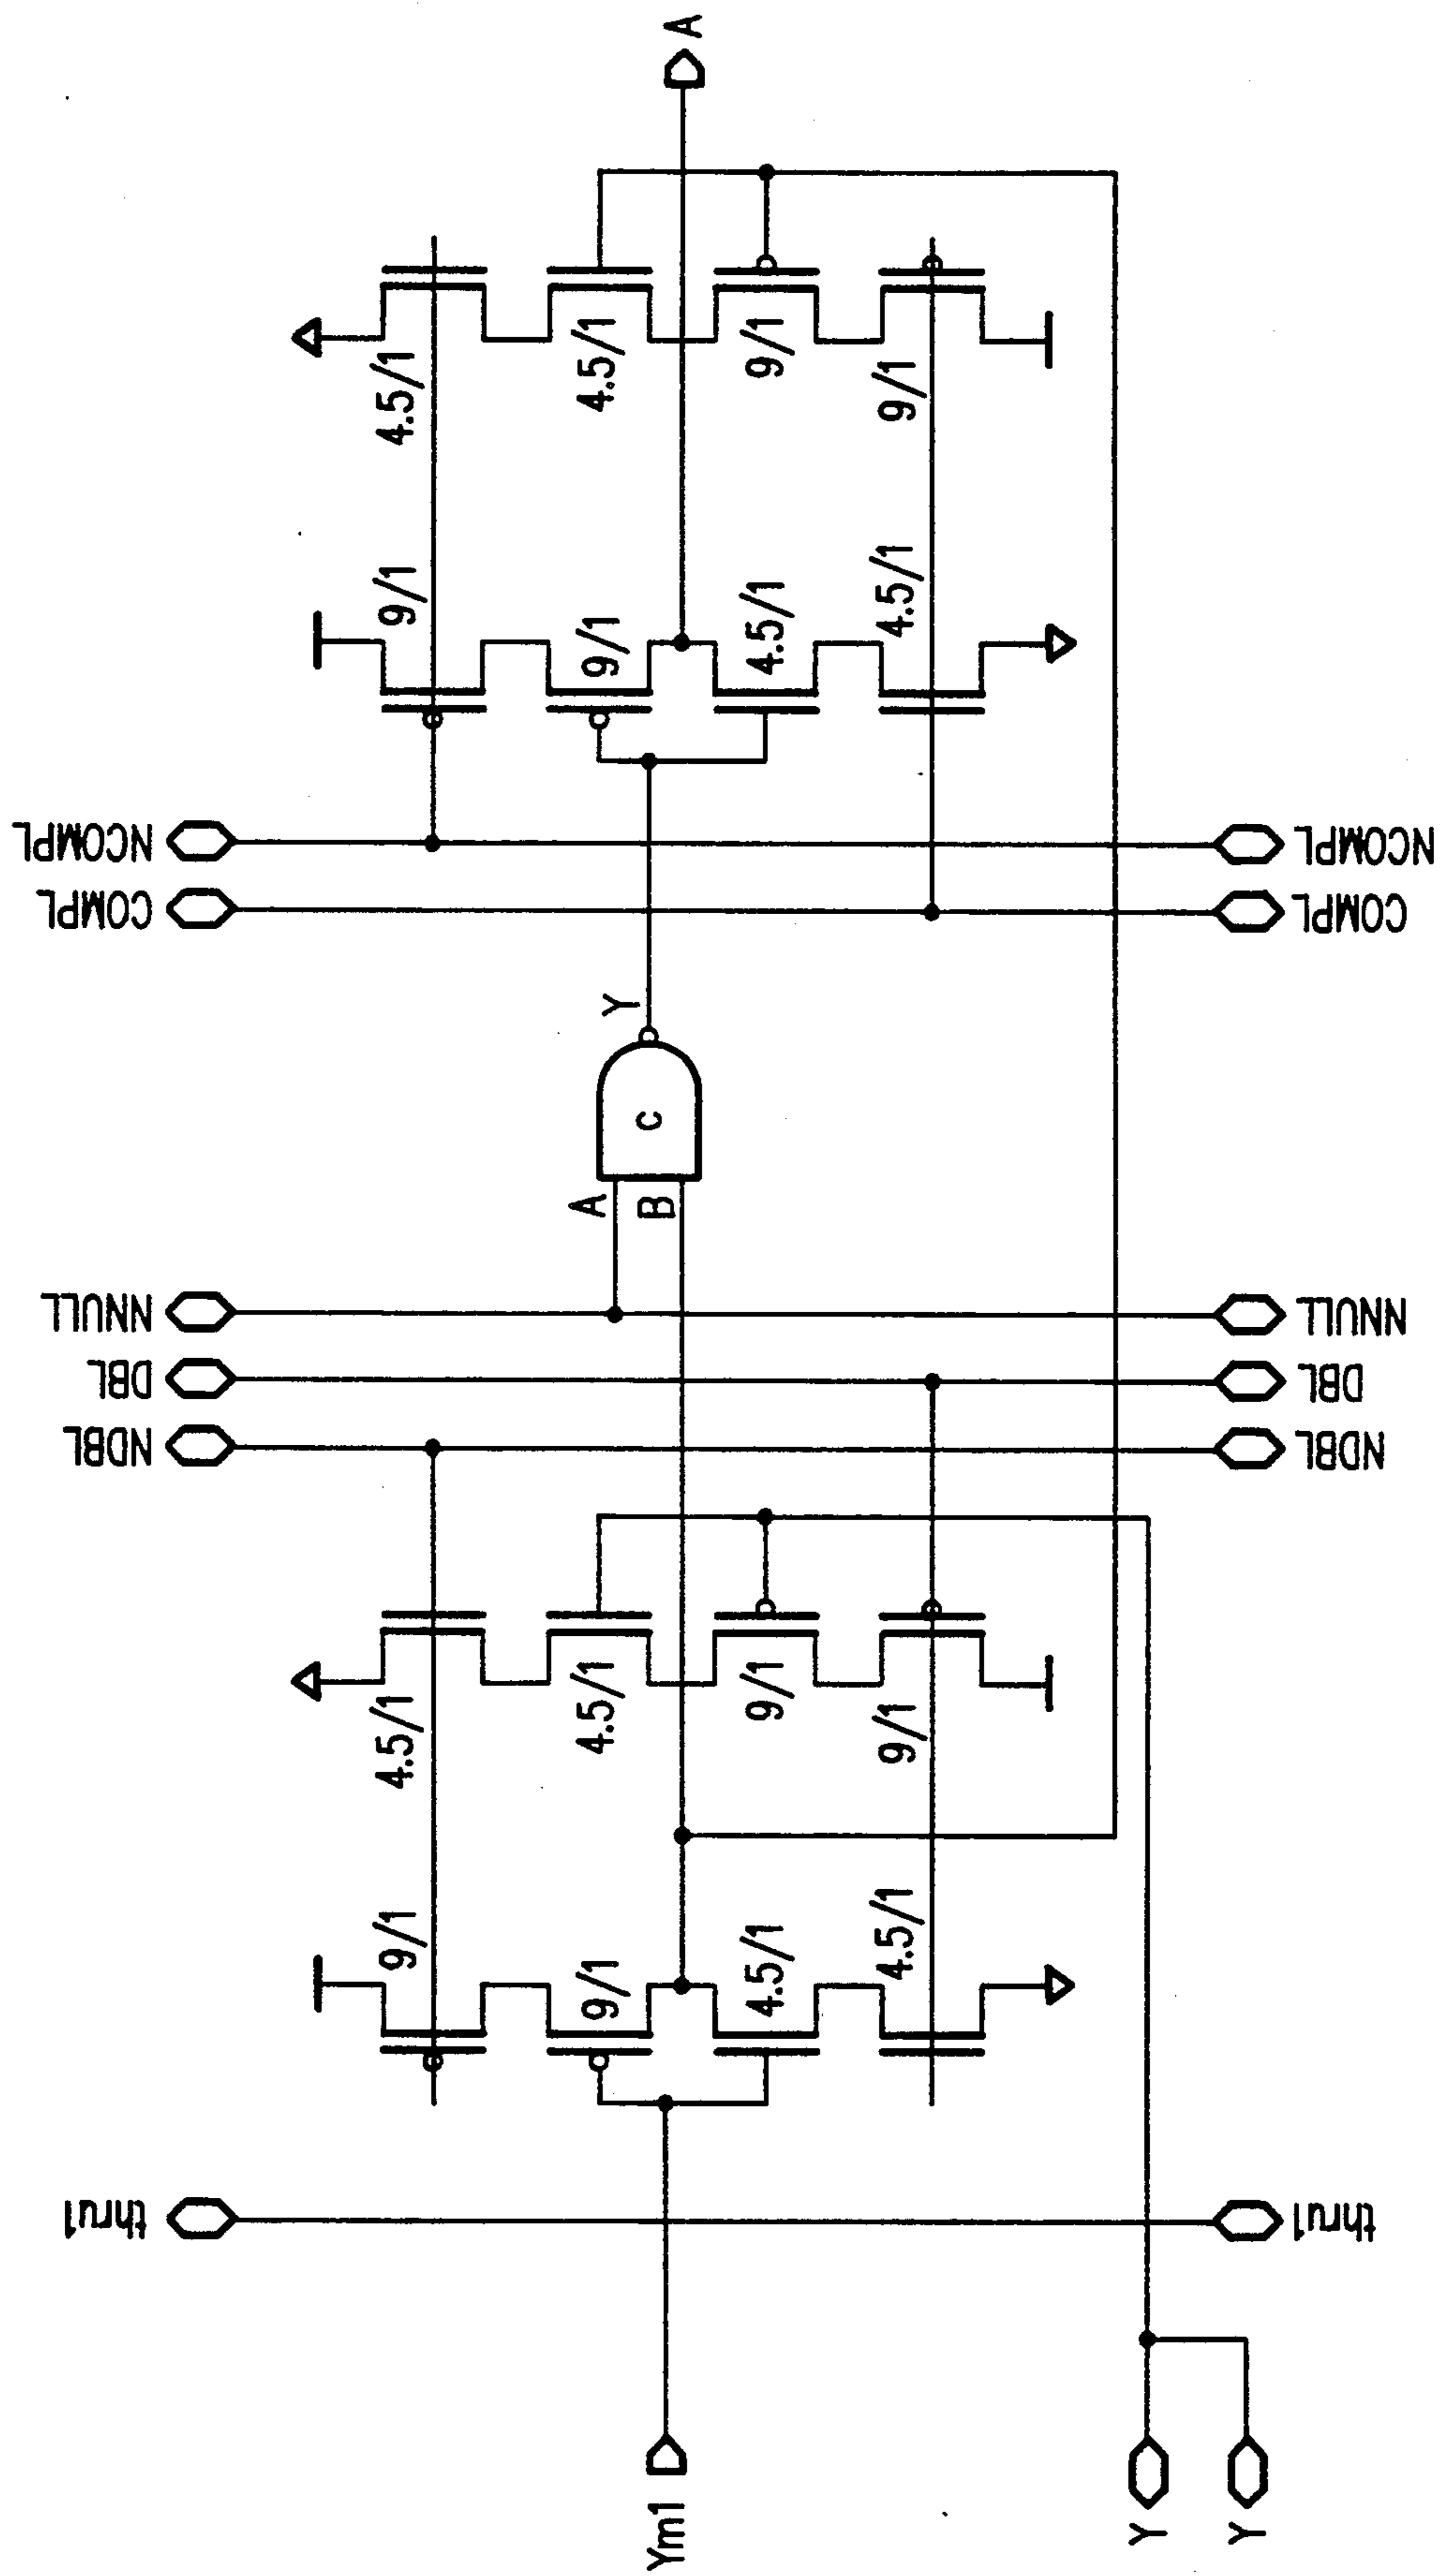 NCOMPL
COMPL
NNULL
DBL
NDBL
thru1
A
4.5/1
4.5/1
9/1
9/1
9/1
9/1
4.5/1
4.5/1
Y
c
A
B
4.5/1
4.5/1
9/1
9/1
9/1
9/1
4.5/1
4.5/1
Ym1
Y
Y
NCOMPL
COMPL
NNULL
DBL
NDBL
thru1